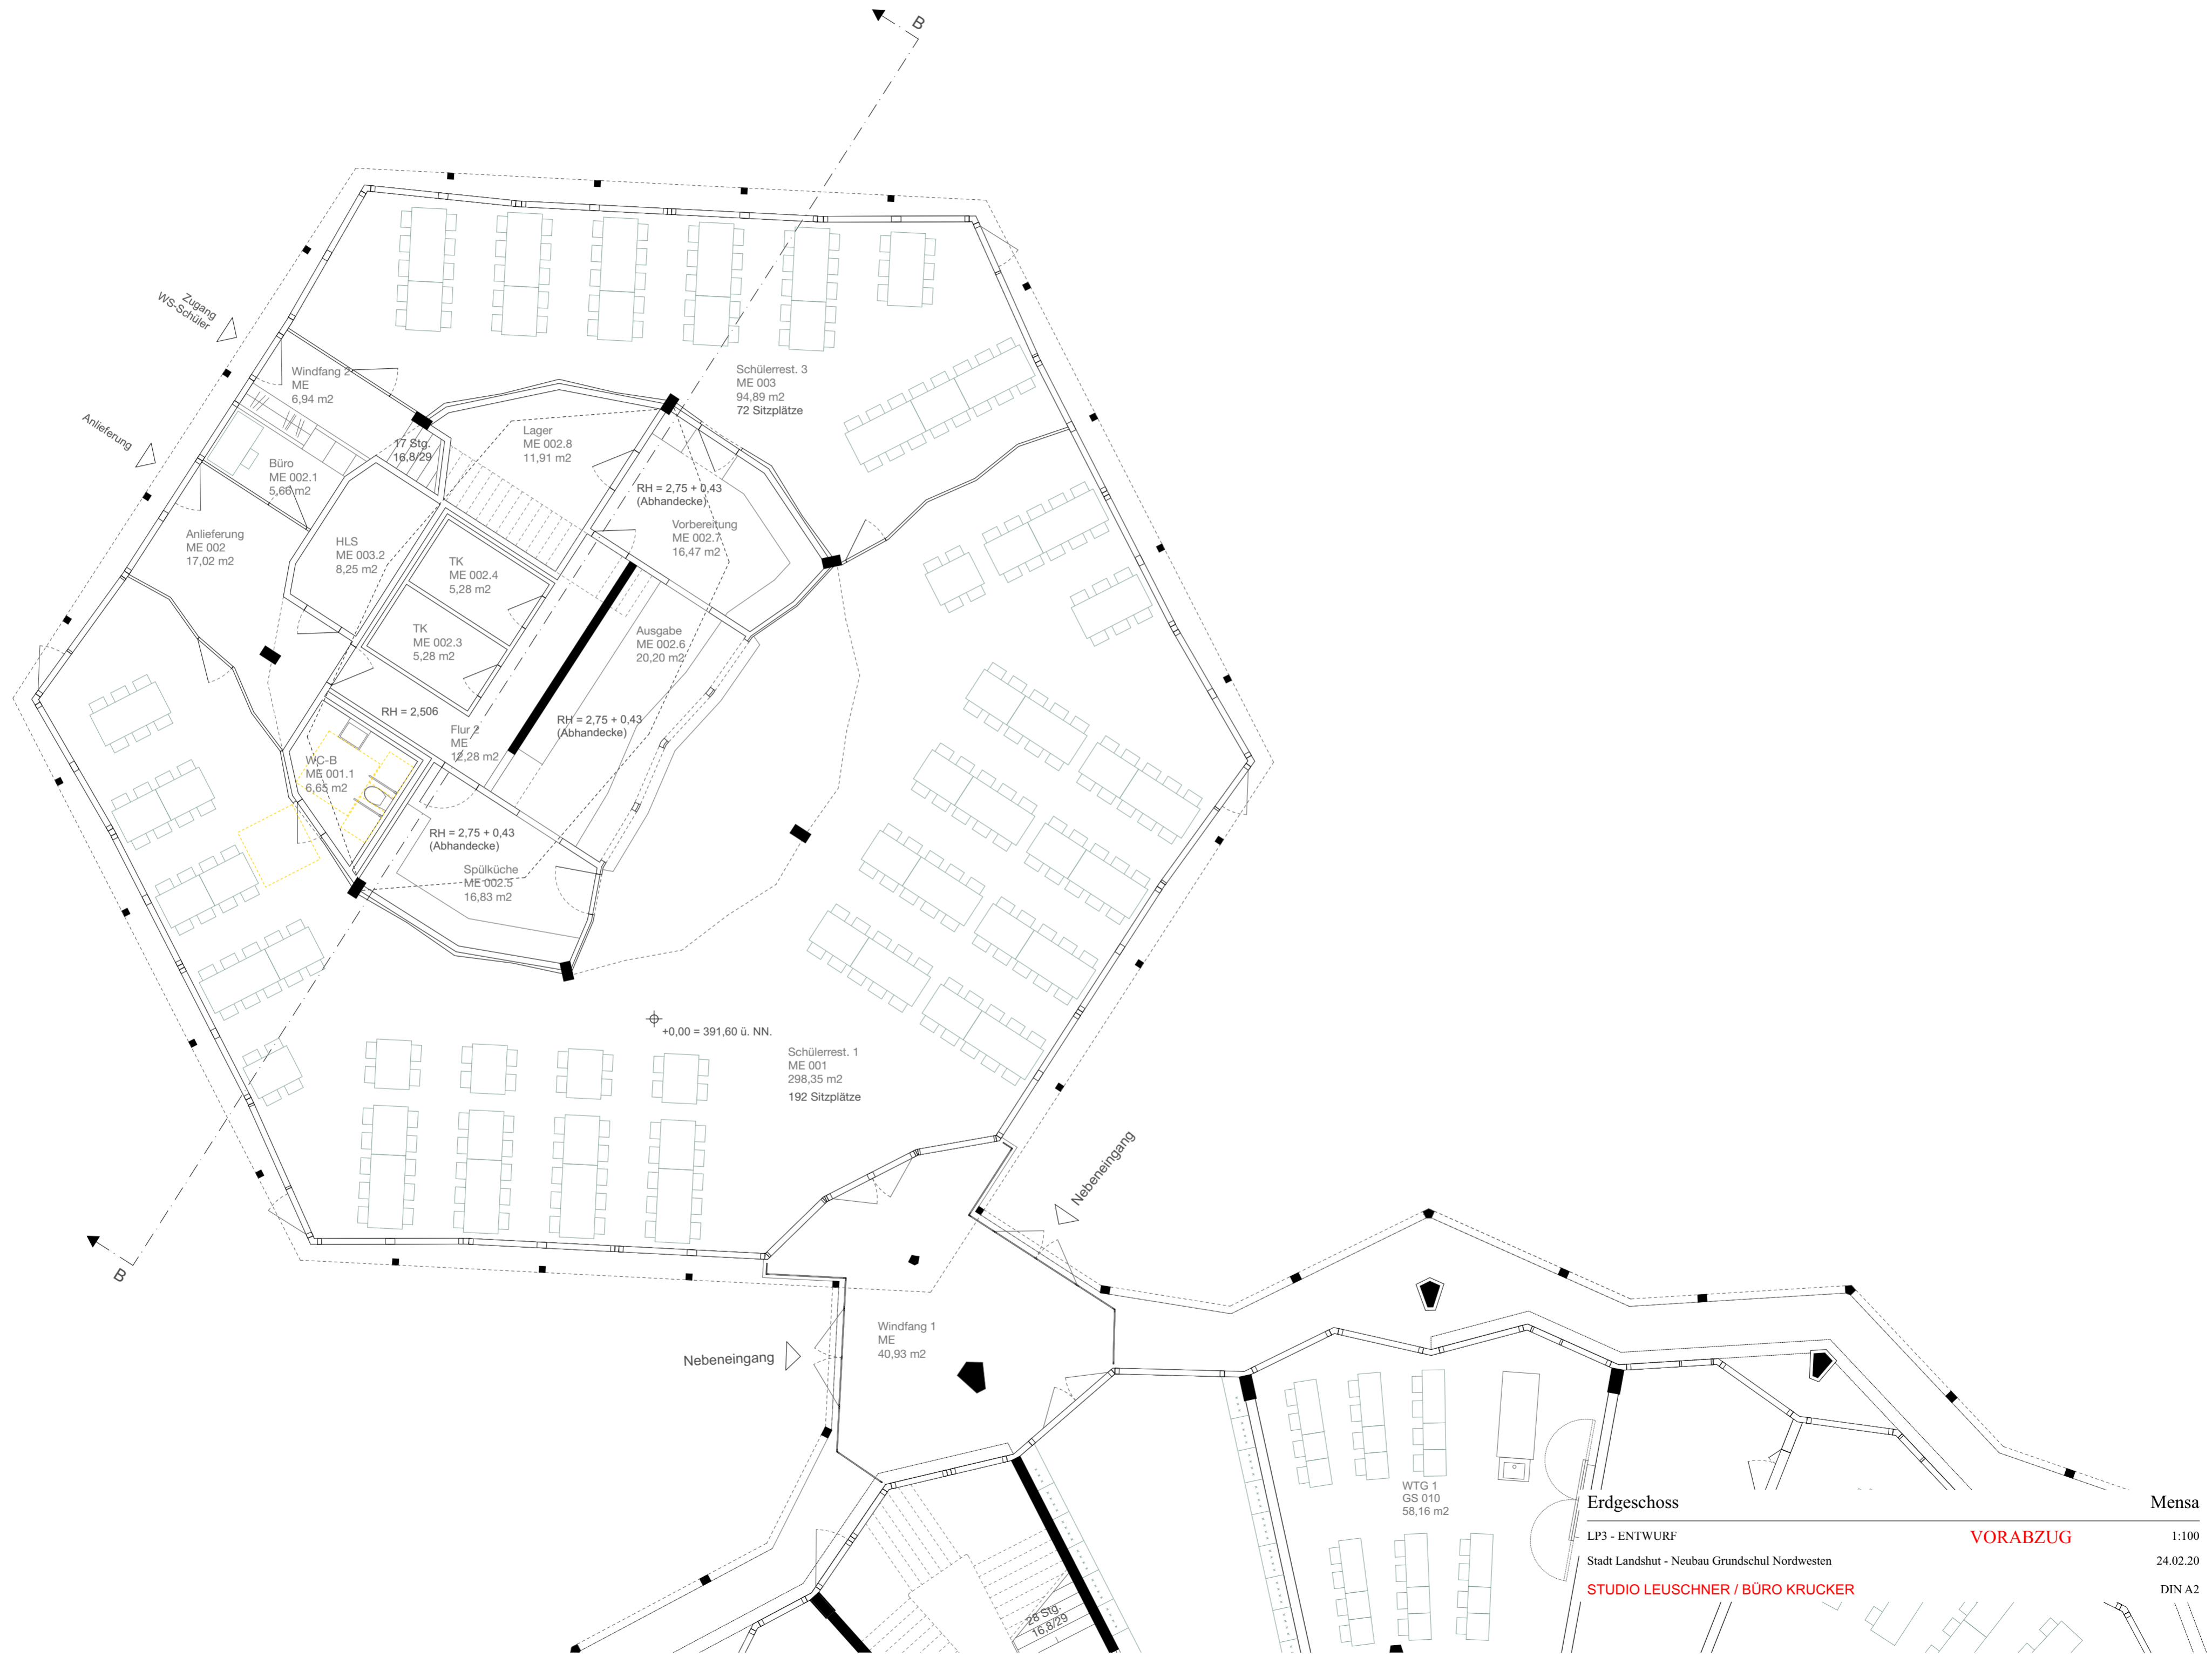 B
Zugang
WS-Schüler
Anlieferung
Windfang 2
ME
6,94 m2
Schülerrest. 3
ME 003
94,89 m2
72 Sitzplätze
17 Stg.
16,8/29
Lager
ME 002.8
11,91 m2
Büro
ME 002.1
5,66 m2
RH = 2,75 + 0,43
(Abhandecke)
Vorbereitung
ME 002.7
16,47 m2
Anlieferung
ME 002
17,02 m2
HLS
ME 003.2
8,25 m2
TK
ME 002.4
5,28 m2
TK
ME 002.3
5,28 m2
Ausgabe
ME 002.6
20,20 m2
RH = 2,506
Flur 2
ME
12,28 m2
RH = 2,75 + 0,43
(Abhandecke)
WC-B
ME 001.1
6,65 m2
RH = 2,75 + 0,43
(Abhandecke)
Spülküche
ME 002.5
16,83 m2
+0,00 = 391,60 ü. NN.
Schülerrest. 1
ME 001
298,35 m2
192 Sitzplätze
Nebeneingang
B
Windfang 1
ME
40,93 m2
Nebeneingang
WTG 1
GS 010
58,16 m2
28 Stg.
16,8/29
Erdgeschoss Mensa
LP3 - ENTWURF VORABZUG 1:100
Stadt Landshut - Neubau Grundschul Nordwesten 24.02.20
STUDIO LEUSCHNER / BÜRO KRUCKER DIN A2